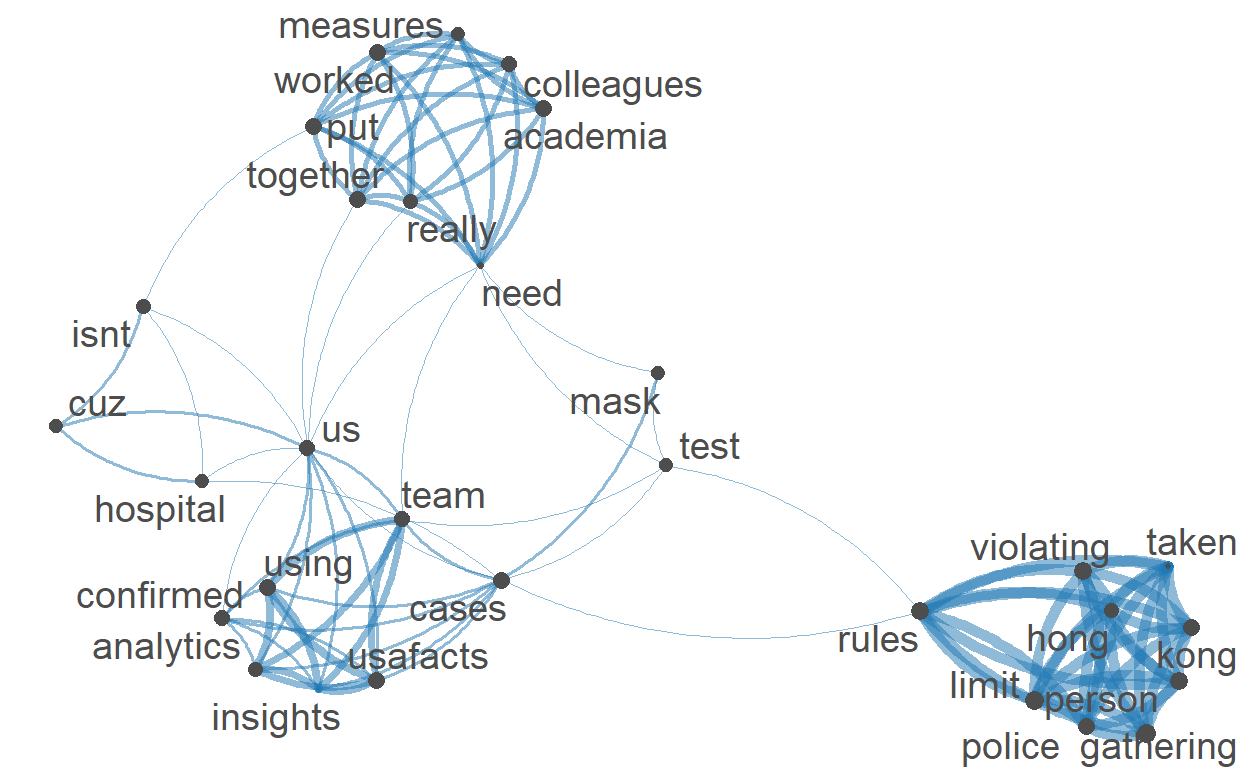 measures
worked
colleagues
put
academia
together
really
need
isnt
mask
cuz
us
test
hospital
team
using
violating
taken
confirmed
cases
analytics
usafacts
rules
hong
kong
limit
person
insights
police
gathering